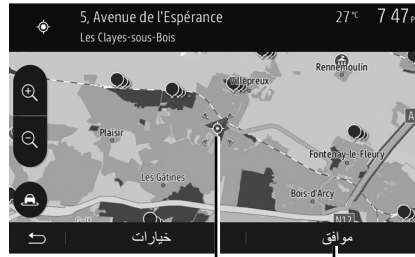 5, Avenue de l'Espérance
27 °C
7 47
Les Clayes-sous-Bois
Rennemoulin
Villepreux
Plaisir
Fontenay-le-Fleury
Les Gâtines
Bois-d'Arcy
A
N12
خيارات
موافق